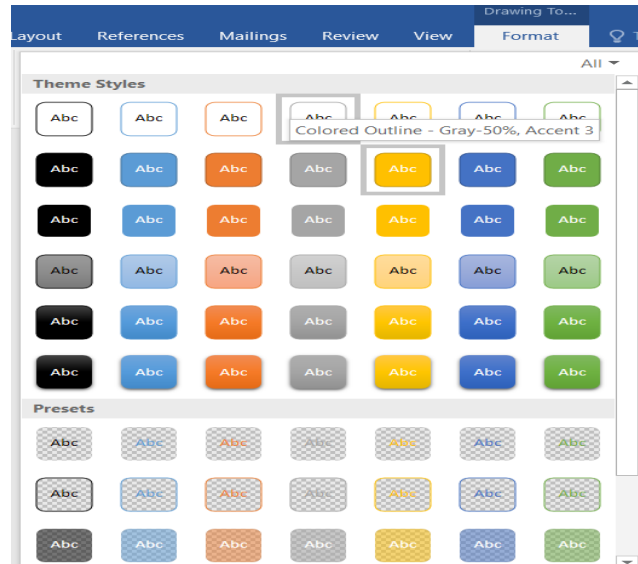 Drawing To...
Layout References Mailings Review View Format T
All
Theme Styles
Abc Abc Abc Abc Abc Abc Abc
Colored Outline - Gray-50%, Accent 3
Abc Abc Abc Abc Abc Abc Abc
Abc Abc Abc Abc Abc Abc Abc
Abc Abc Abc Abc Abc Abc Abc
Abc Abc Abc Abc Abc Abc Abc
Abc Abc Abc Abc Abc Abc Abc
Presets
Abc Abc Abc Abc Abc Abc Abc
Abc Abc Abc Abc Abc Abc Abc
Abc Abc Abc Abc Abc Abc Abc